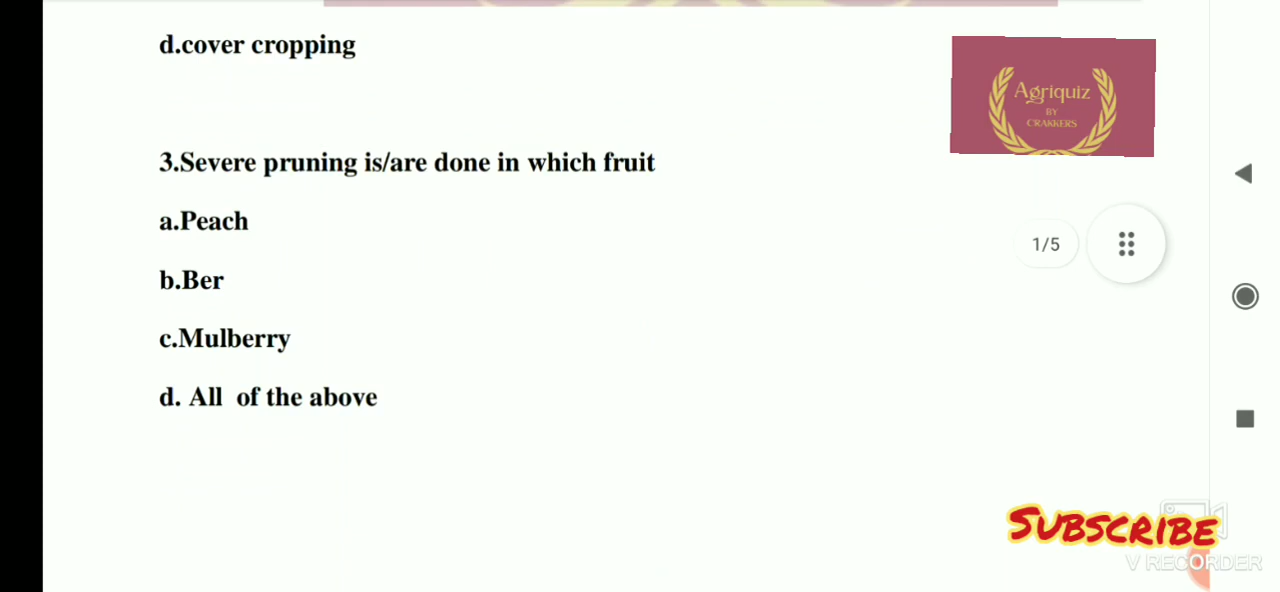 d.cover cropping
Agriquiz
BY
CRAKKERS
3.Severe pruning is/are done in which fruit
a.Peach
1/5
b.Ber
c.Mulberry
d. All of the above
SUBSCRIBE
V RECORDER